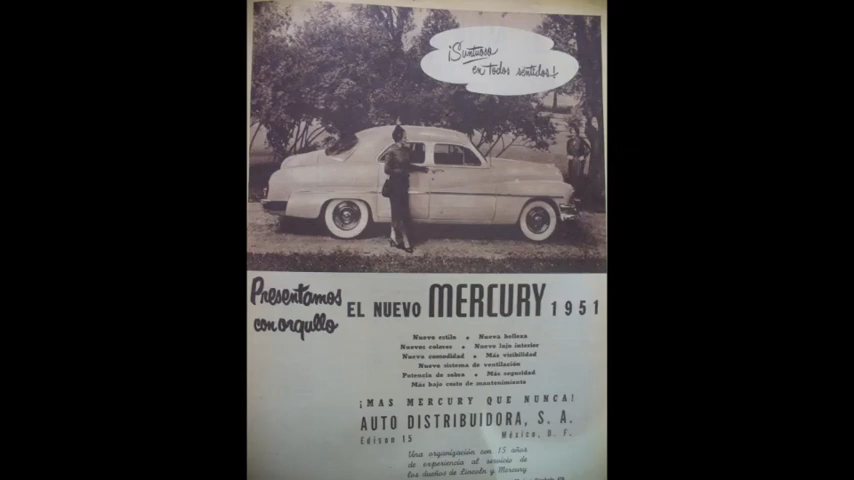 ¡Suntuoso
en todos sentidos!
Presentamos
con orgullo
EL NUEVO MERCURY 1951
Nuevo estilo • Nueva belleza
Nuevos colores • Nuevo lujo interior
Nueva comodidad • Más visibilidad
Nuevo sistema de ventilación
Potencia de sobra • Más seguridad
Más bajo costo de mantenimiento
¡MAS MERCURY QUE NUNCA!
AUTO DISTRIBUIDORA, S. A.
Edison 15 México, D. F.
Una organización con 15 años
de experiencia al servicio de
los dueños de Lincoln y Mercury